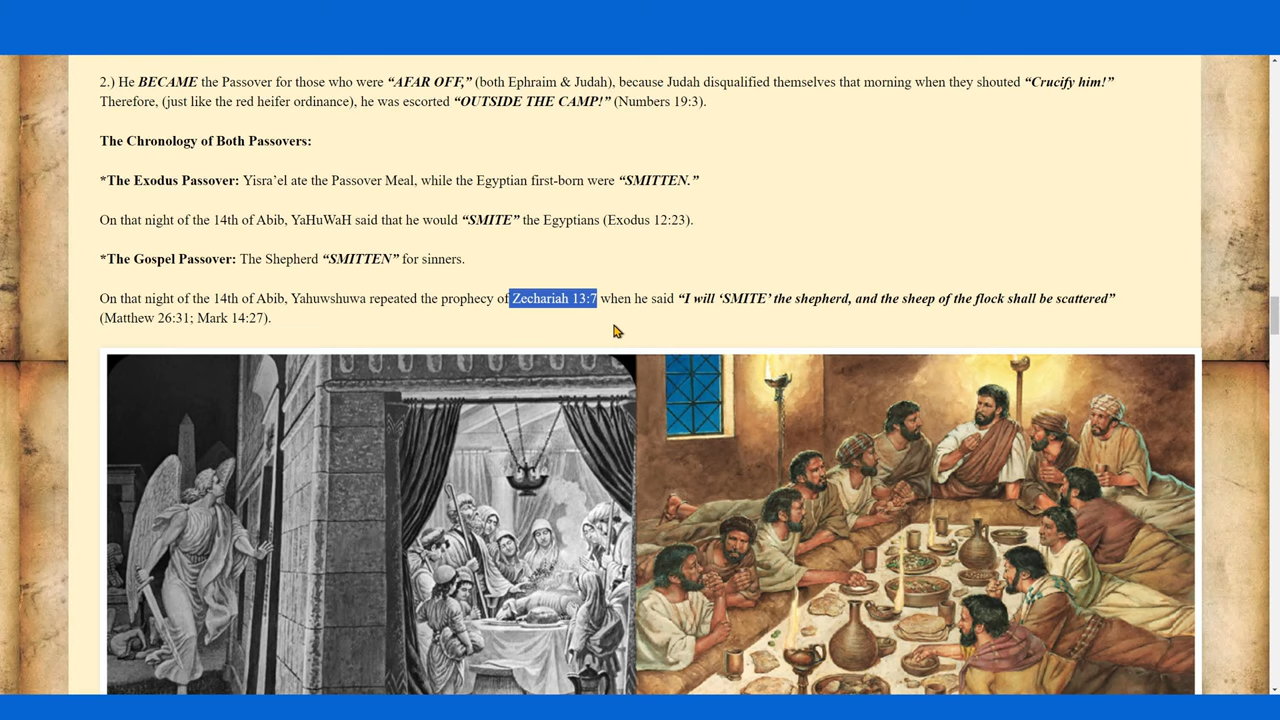 2.) He BECAME the Passover for those who were “AFAR OFF,” (both Ephraim & Judah), because Judah disqualified themselves that morning when they shouted “Crucify him!”
Therefore, (just like the red heifer ordinance), he was escorted “OUTSIDE THE CAMP!” (Numbers 19:3).
The Chronology of Both Passovers:
*The Exodus Passover: Yisra’el ate the Passover Meal, while the Egyptian first-born were “SMITTEN.”
On that night of the 14th of Abib, YaHuWaH said that he would “SMITE” the Egyptians (Exodus 12:23).
*The Gospel Passover: The Shepherd “SMITTEN” for sinners.
On that night of the 14th of Abib, Yahuwshuwa repeated the prophecy of Zechariah 13:7 when he said “I will ‘SMITE’ the shepherd, and the sheep of the flock shall be scattered”
(Matthew 26:31; Mark 14:27).